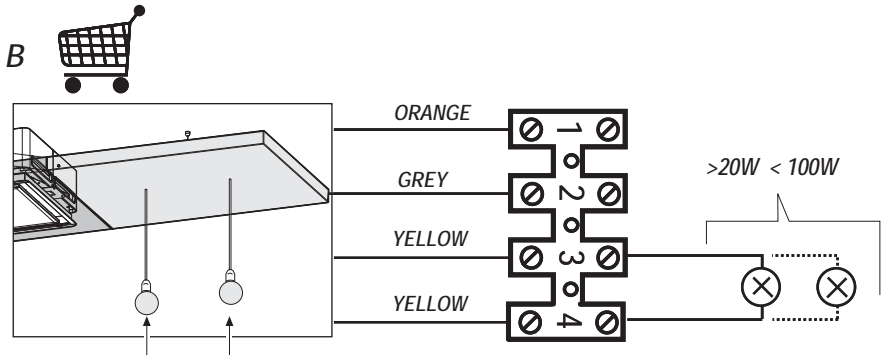 B
ORANGE 1
GREY 2
>20W < 100W
YELLOW 3
YELLOW 4